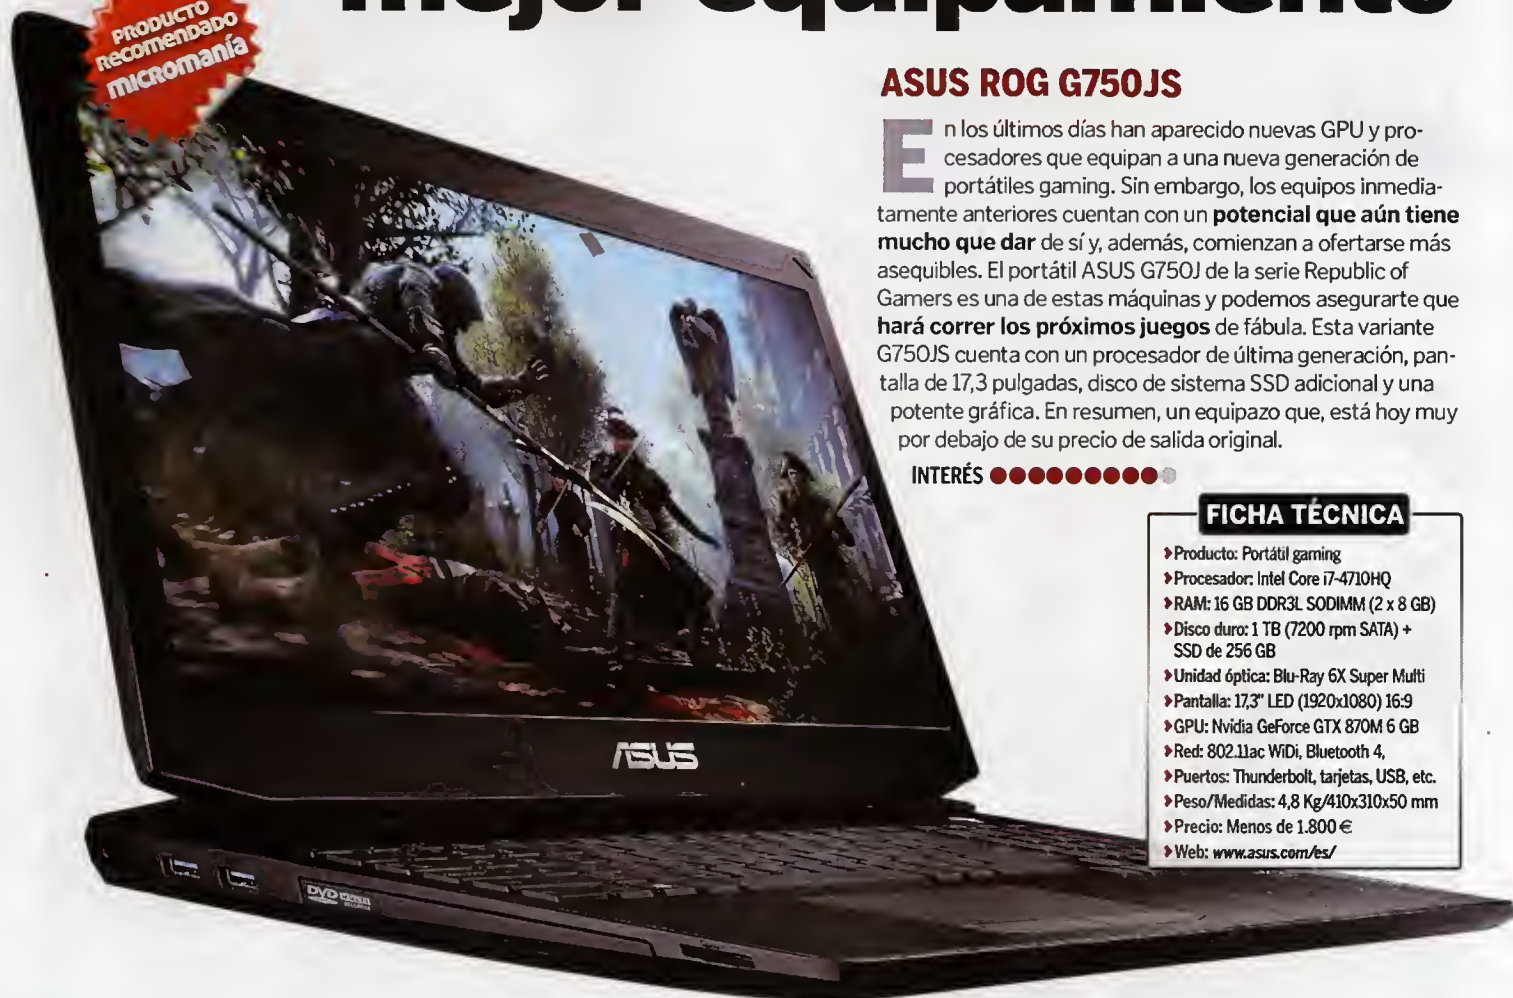 mejor equipamiento
PRODUCTO
Recomendado
micromanía
ASUS ROG G750JS
En los últimos días han aparecido nuevas GPU y pro-
cesadores que equipan a una nueva generación de
portátiles gaming. Sin embargo, los equipos inmedia-
tamente anteriores cuentan con un potencial que aún tiene
mucho que dar de sí y, además, comienzan a ofertarse más
asequibles. El portátil ASUS G750J de la serie Republic of
Gamers es una de estas máquinas y podemos asegurarte que
hará correr los próximos juegos de fábula. Esta variante
G750JS cuenta con un procesador de última generación, pan-
talla de 17,3 pulgadas, disco de sistema SSD adicional y una
potente gráfica. En resumen, un equipazo que, está hoy muy
por debajo de su precio de salida original.
INTERÉS
FICHA TÉCNICA
Producto: Portátil gaming
Procesador: Intel Core i7-4710HQ
RAM: 16 GB DDR3L SODIMM (2 x 8 GB)
Disco duro: 1 TB (7200 rpm SATA) +
SSD de 256 GB
Unidad óptica: Blu-Ray 6X Super Multi
Pantalla: 17,3" LED (1920x1080) 16:9
GPU: Nvidia GeForce GTX 870M 6 GB
Red: 802.11ac WiDi, Bluetooth 4,
Puertos: Thunderbolt, tarjetas, USB, etc.
Peso/Medidas: 4,8 Kg/410x310x50 mm
Precio: Menos de 1.800 €
Web: www.asus.com/es/
ASUS
DVD